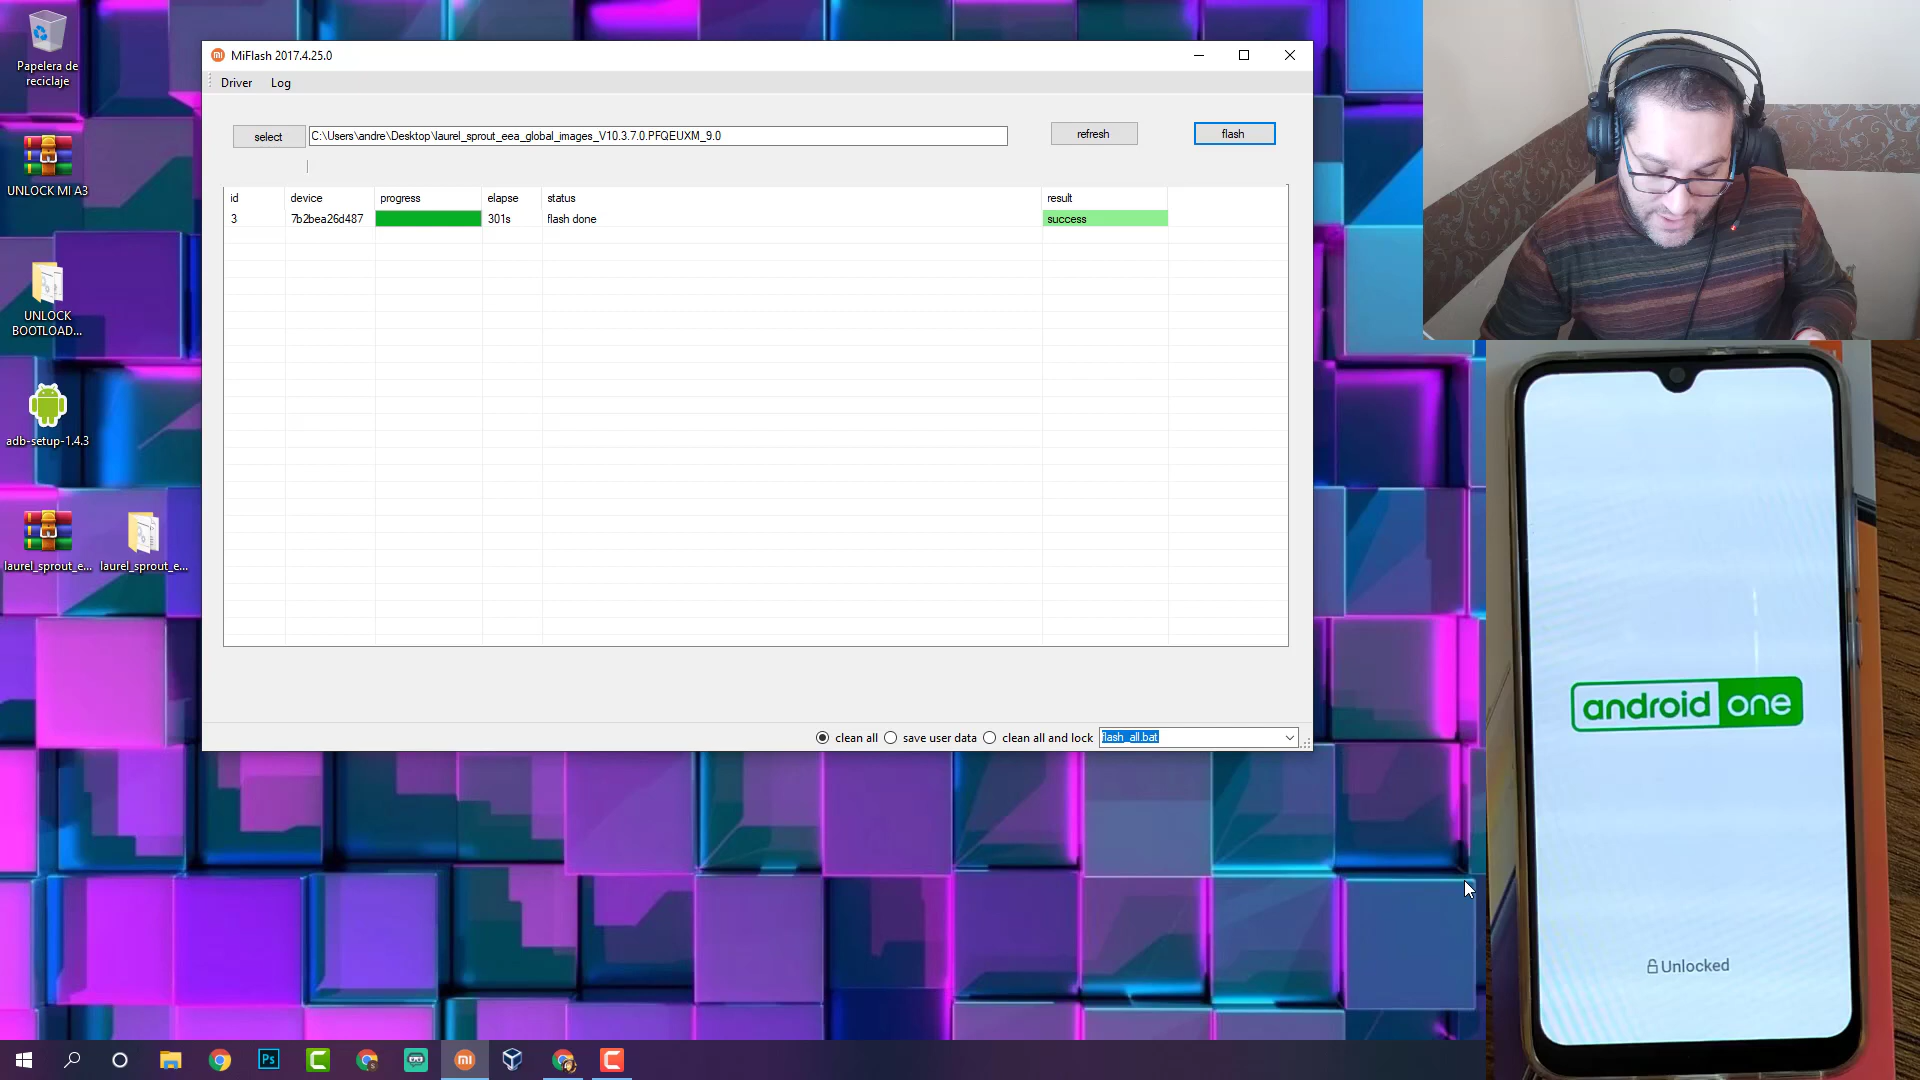 Papelera de
reciclaje
UNLOCK MI A3
UNLOCK
BOOTLOAD...
adb-setup-1.4.3
laurel_sprout_e...
laurel_sprout_e...
MiFlash 2017.4.25.0
Driver Log
select C:\Users\andre\Desktop\laurel_sprout_eea_global_images_V10.3.7.0.PFQEUXM_9.0 refresh flash
id device progress elapse status result
3 7b2bea26d487 301s flash done success
clean all save user data clean all and lock flash_all.bat
android one
Unlocked
Ps